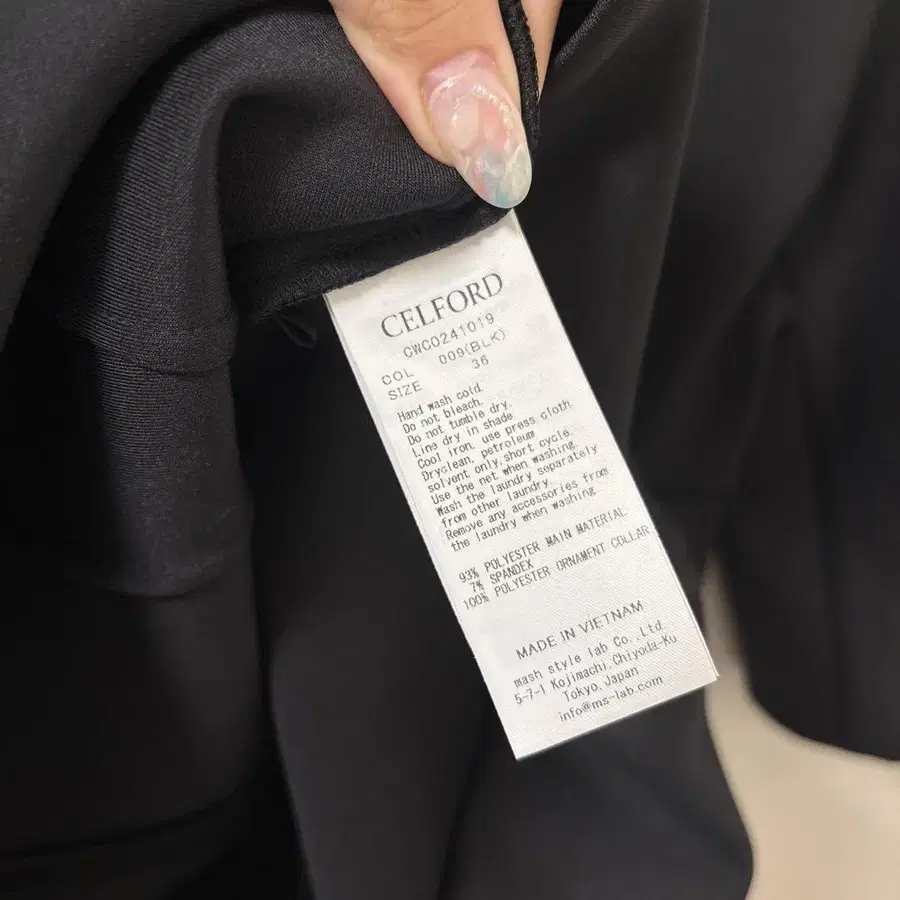 CELFORD
CWCO241019
COL 009(BLK)
SIZE 36
Hand wash cold.
Do not bleach.
Do not tumble dry.
Line dry in shade.
Cool iron, use press cloth.
Dryclean, petroleum
solvent only,short cycle.
Use the net when washing.
Wash the laundry separately
from other laundry.
Remove any accessories from
the laundry when washing.
93% POLYESTER MAIN MATERIAL
7% SPANDEX
100% POLYESTER ORNAMENT COLLAR
MADE IN VIETNAM
mash style lab Co.,Ltd.
5-7-1 Kojimachi,Chiyoda-Ku
Tokyo,Japan
info@ms-lab.com